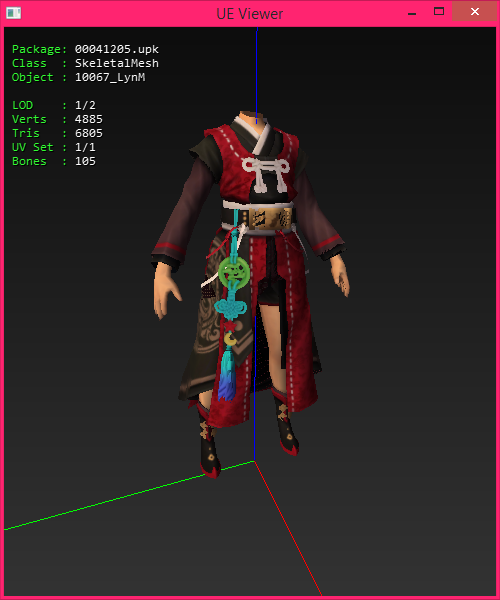 UE Viewer
Package: 00041205.upk
Class : SkeletalMesh
Object : 10067_LynM
LOD : 1/2
Verts : 4885
Tris : 6805
UV Set : 1/1
Bones : 105